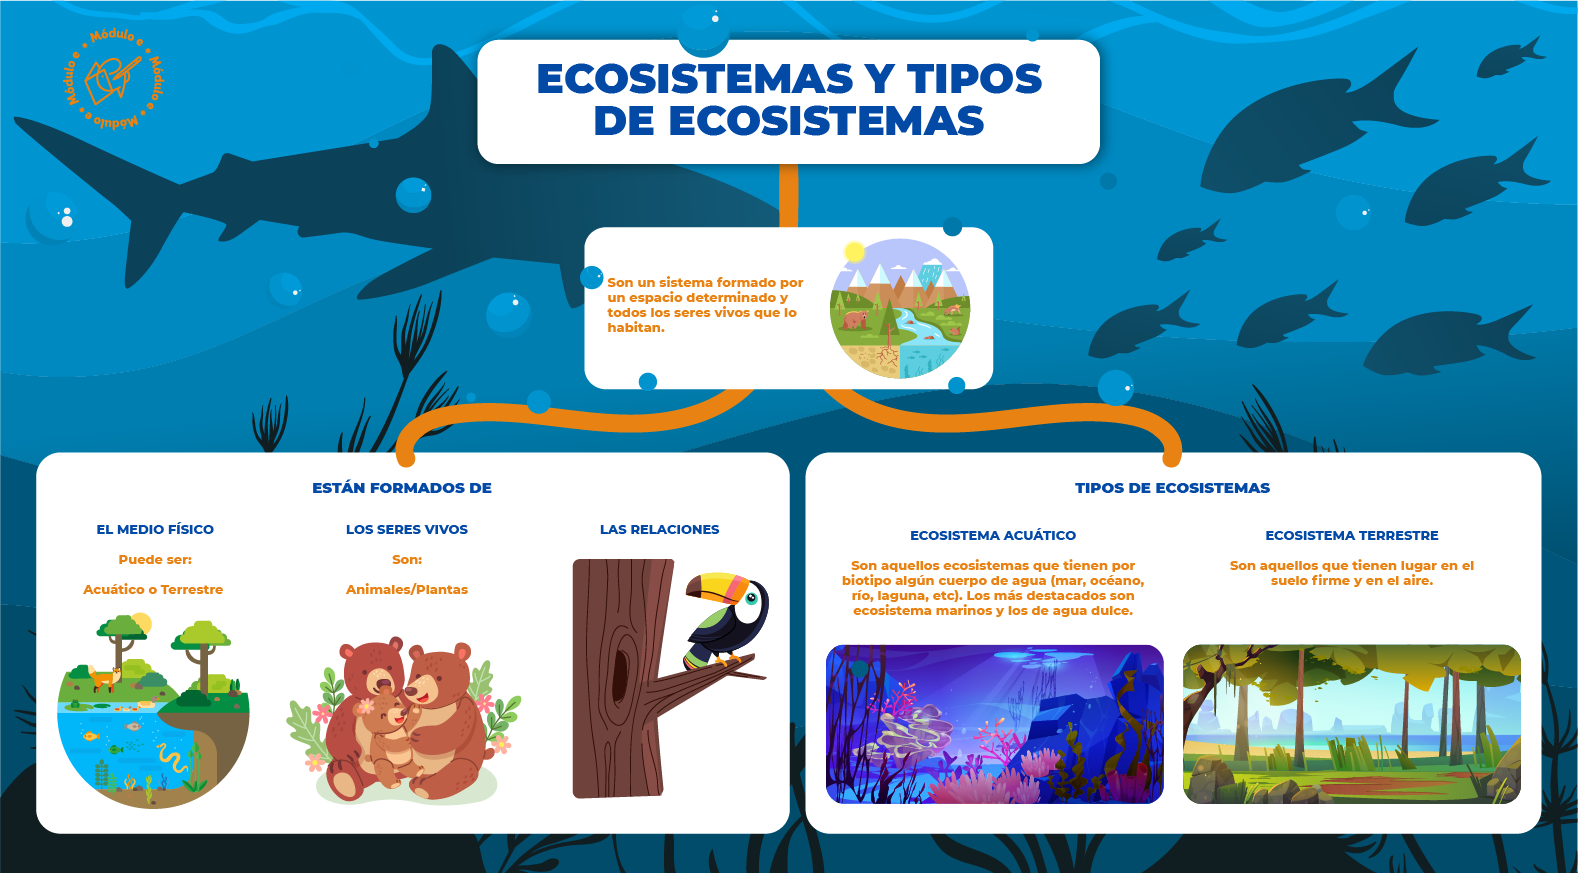 Módulo e • Módulo e • Módulo e • Módulo e •
ECOSISTEMAS Y TIPOS
DE ECOSISTEMAS
Son un sistema formado por
un espacio determinado y
todos los seres vivos que lo
habitan.
ESTÁN FORMADOS DE
EL MEDIO FÍSICO
Puede ser:
Acuático o Terrestre
LOS SERES VIVOS
Son:
Animales/Plantas
LAS RELACIONES
TIPOS DE ECOSISTEMAS
ECOSISTEMA ACUÁTICO
Son aquellos ecosistemas que tienen por
biotipo algún cuerpo de agua (mar, océano,
río, laguna, etc). Los más destacados son
ecosistema marinos y los de agua dulce.
ECOSISTEMA TERRESTRE
Son aquellos que tienen lugar en el
suelo firme y en el aire.